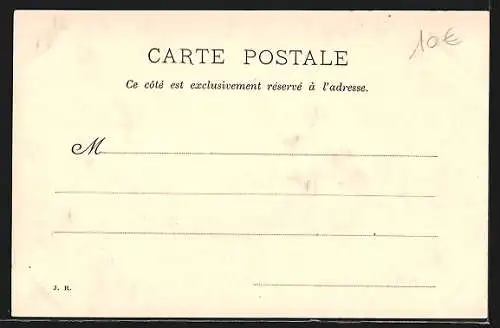 10€
CARTE POSTALE
Ce côté est exclusivement réservé à l'adresse.
M
J. R.